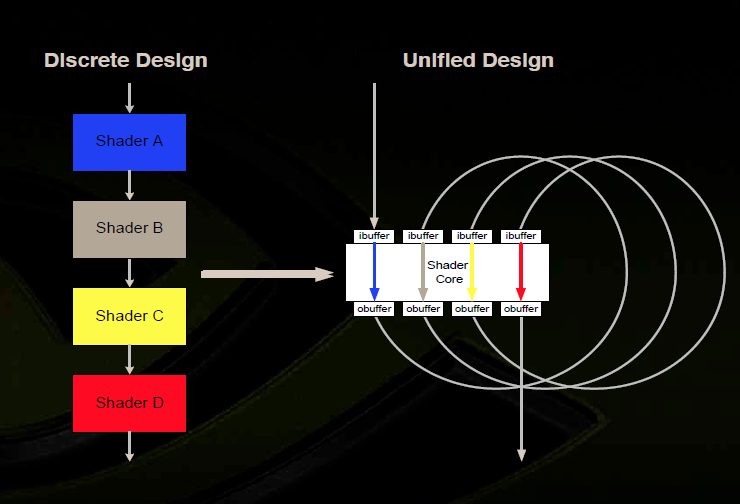 Discrete Design
Unified Design
Shader A
Shader B
Shader C
Shader D
ibuffer ibuffer ibuffer ibuffer
Shader
Core
obuffer obuffer obuffer obuffer